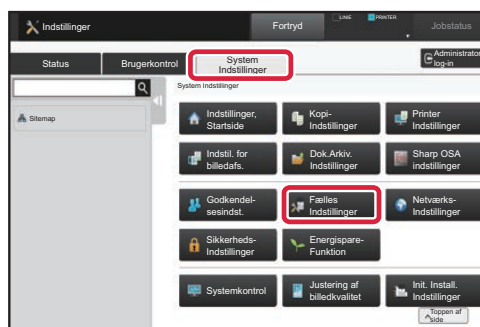 Indstillinger
Fortryd
LINIE
PRINTER
Jobstatus
Status
Brugerkontrol
System
Indstillinger
Administrator
log-in
System Indstillinger
Sitemap
Indstillinger,
Startside
Kopi-
Indstillinger
Printer
Indstillinger
Indstil. for
billedafs.
Dok.Arkiv.
Indstillinger
Sharp OSA
indstillinger
Godkendel-
sesindst.
Fælles
Indstillinger
Netværks-
Indstillinger
Sikkerheds-
Indstillinger
Energispare-
Funktion
Systemkontrol
Justering af
billedkvalitet
Init. Install.
Indstillinger
Toppen af
side